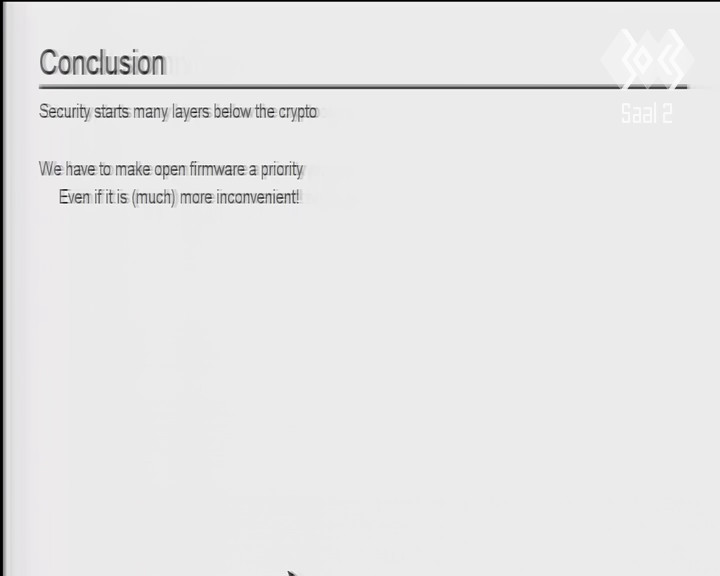 Conclusion
Saal 2
Security starts many layers below the crypto
We have to make open firmware a priority
Even if it is (much) more inconvenient!